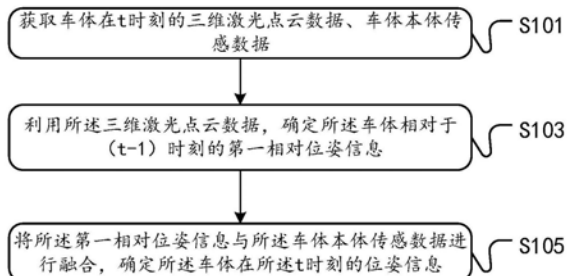 获取车体在t时刻的三维激光点云数据、车体本体传
感数据
S101
利用所述三维激光点云数据，确定所述车体相对于
（t-1）时刻的第一相对位姿信息
S103
将所述第一相对位姿信息与所述车体本体传感数据进
行融合，确定所述车体在所述t时刻的位姿信息
S105